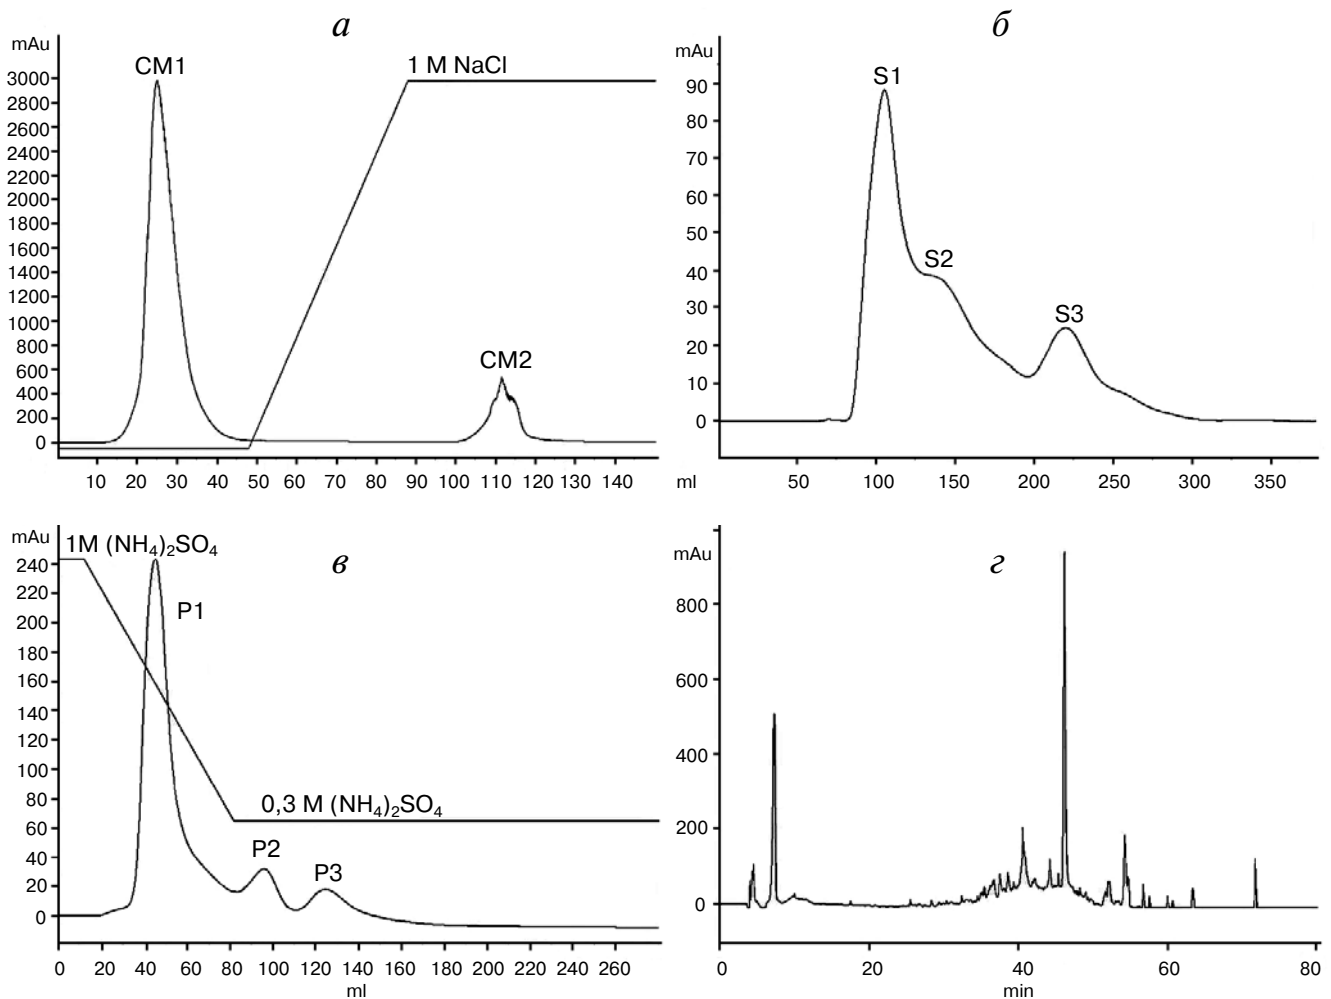 а
mAu
CM1
1 M NaCl
3000
2800
2600
2400
2200
2000
1800
1600
1400
1200
1000
800
600
400
200
0
CM2
10 20 30 40 50 60 70 80 90 100 110 120 130 140
б
mAu
S1
S2
S3
90
80
70
60
50
40
30
20
10
0
ml 50 100 150 200 250 300 350
в
mAu
1M (NH₄)₂SO₄
P1
240
220
200
180
160
140
120
100
80
60
40
20
0
0,3 M (NH₄)₂SO₄
P2
P3
0 20 40 60 80 100 120 140 160 180 200 220 240 260
ml
г
mAu
800
600
400
200
0
0 20 40 60 80
min